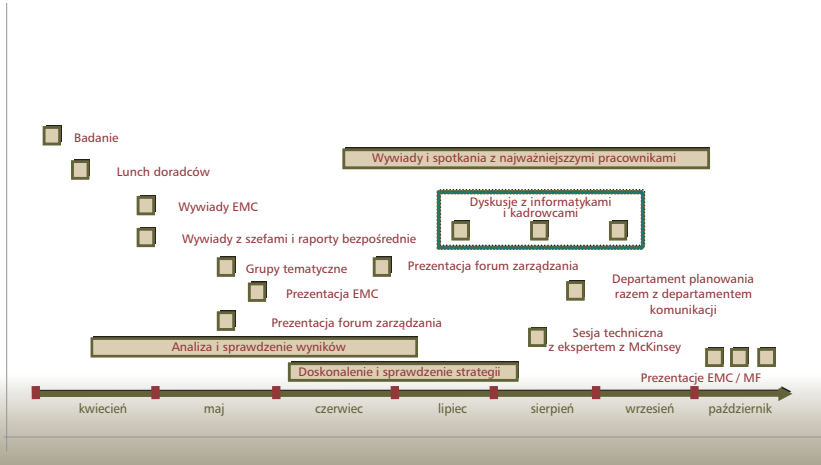 Badanie
Wywiady i spotkania z najważniejszzymi pracownikami
Lunch doradców
Wywiady EMC
Dyskusje z informatykami
i kadrowcami
Wywiady z szefami i raporty bezpośrednie
Grupy tematyczne
Prezentacja forum zarządzania
Prezentacja EMC
Departament planowania
razem z departamentem
komunikacji
Prezentacja forum zarządzania
Sesja techniczna
z ekspertem z McKinsey
Analiza i sprawdzenie wyników
Doskonalenie i sprawdzenie strategii
Prezentacje EMC / MF
kwiecień
maj
czerwiec
lipiec
sierpień
wrzesień
październik